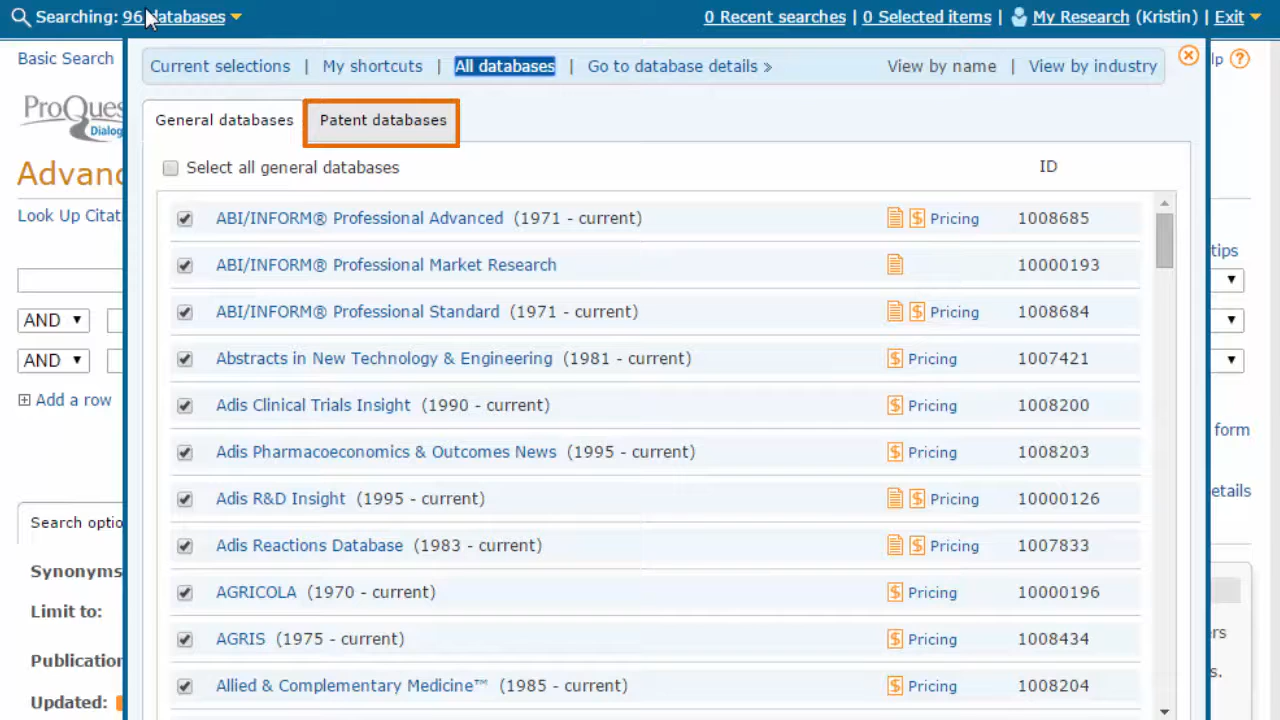 Searching: 96 databases 0 Recent searches | 0 Selected items | My Research (Kristin) | Exit
Basic Search
Current selections | My shortcuts | All databases | Go to database details » View by name | View by industry
ProQues
Dialog
General databases Patent databases
Advanc
Select all general databases ID
Look Up Citat
ABI/INFORM® Professional Advanced (1971 - current) Pricing 1008685
tips
ABI/INFORM® Professional Market Research 10000193
AND
ABI/INFORM® Professional Standard (1971 - current) Pricing 1008684
AND
Abstracts in New Technology & Engineering (1981 - current) Pricing 1007421
Add a row
Adis Clinical Trials Insight (1990 - current) Pricing 1008200
form
Adis Pharmacoeconomics & Outcomes News (1995 - current) Pricing 1008203
etails
Adis R&D Insight (1995 - current) Pricing 10000126
Search optio
Adis Reactions Database (1983 - current) Pricing 1007833
Synonyms
AGRICOLA (1970 - current) Pricing 10000196
Limit to:
AGRIS (1975 - current) Pricing 1008434
ers
Publication
Allied & Complementary Medicine™ (1985 - current) Pricing 1008204
s.
Updated: